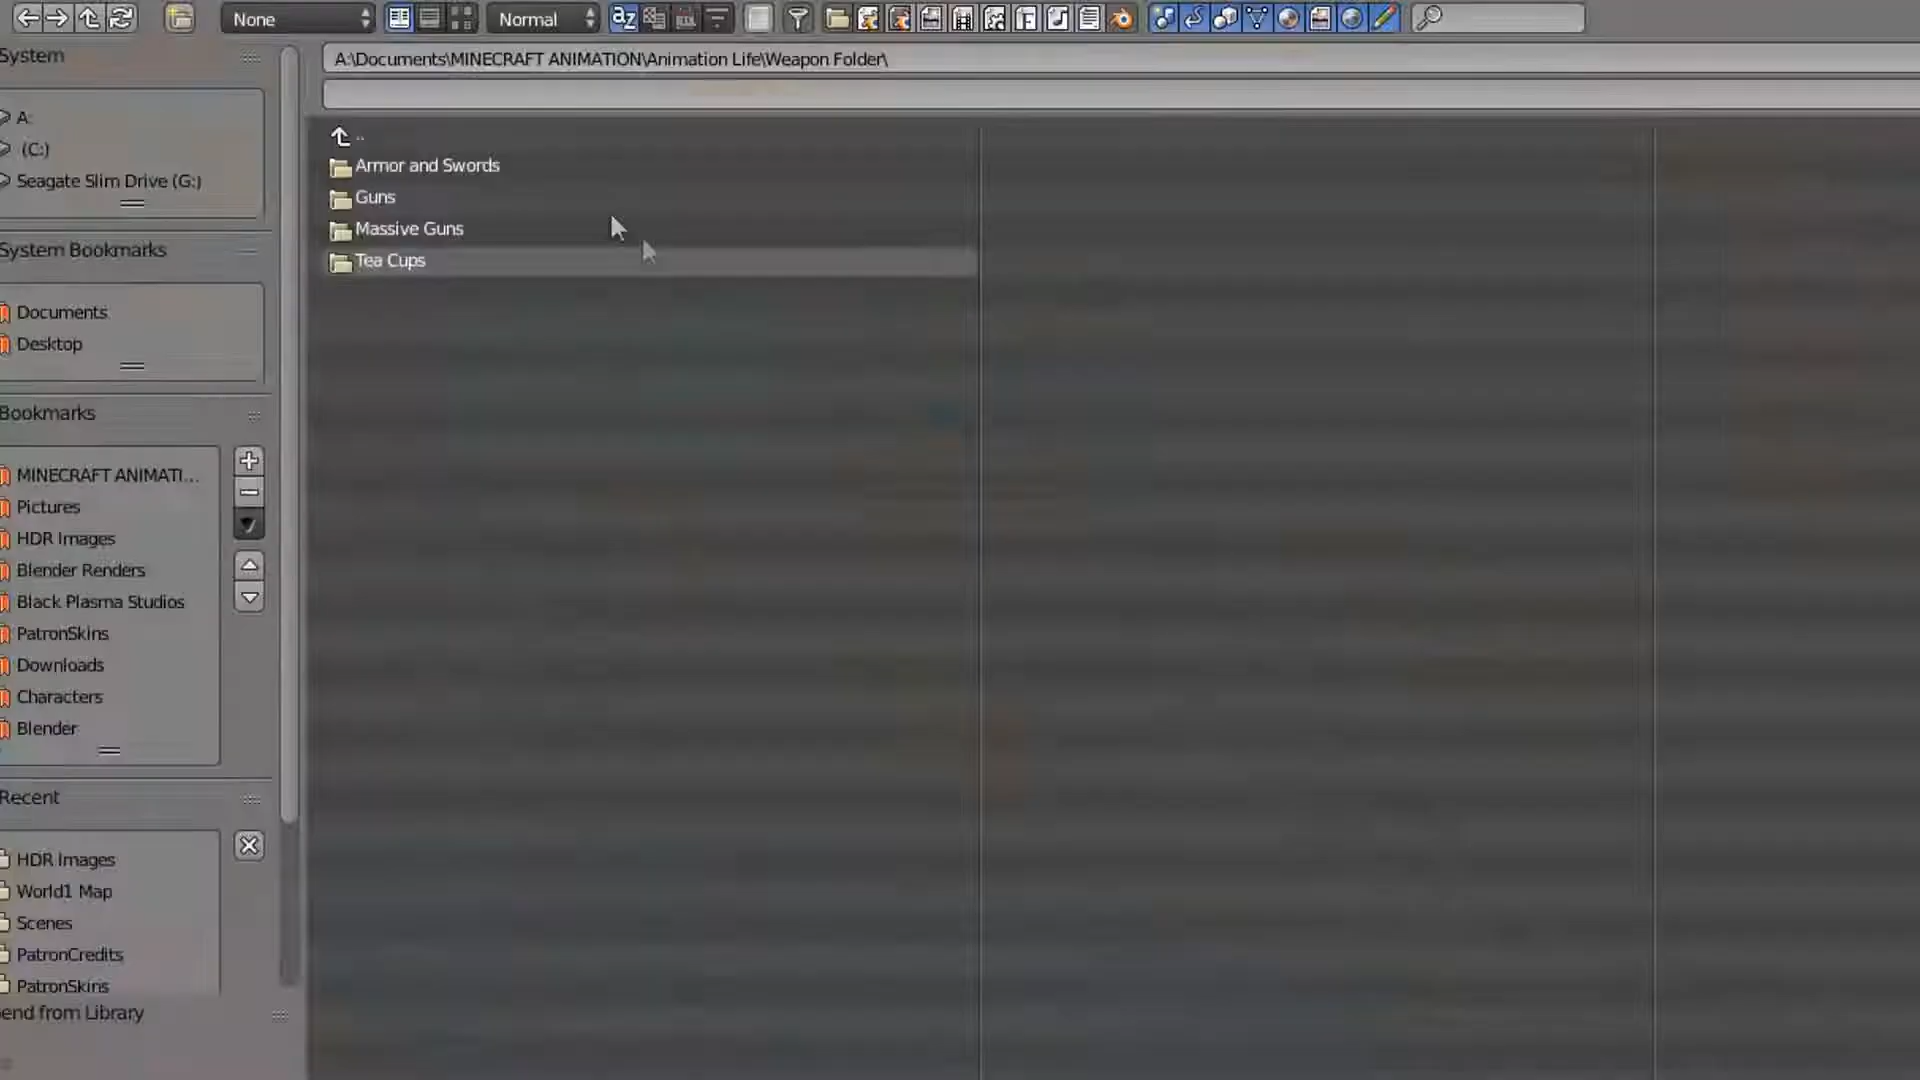 None
Normal
System
A:\Documents\MINECRAFT ANIMATION\Animation Life\Weapon Folder\
A:
(C:)
Seagate Slim Drive (G:)
..
Armor and Swords
Guns
Massive Guns
Tea Cups
System Bookmarks
Documents
Desktop
Bookmarks
MINECRAFT ANIMATI...
Pictures
HDR Images
Blender Renders
Black Plasma Studios
PatronSkins
Downloads
Characters
Blender
Recent
HDR Images
World1 Map
Scenes
PatronCredits
PatronSkins
end from Library